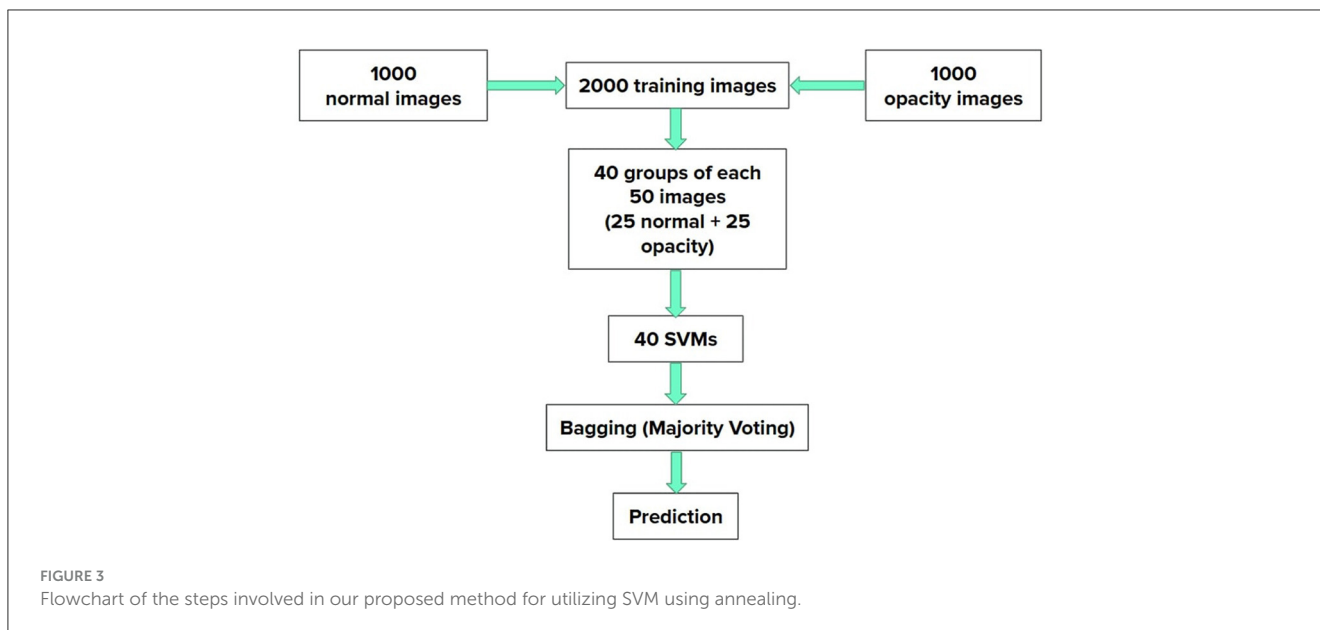 1000
normal images
2000 training images
1000
opacity images
40 groups of each
50 images
(25 normal + 25
opacity)
40 SVMs
Bagging (Majority Voting)
Prediction
FIGURE 3
Flowchart of the steps involved in our proposed method for utilizing SVM using annealing.